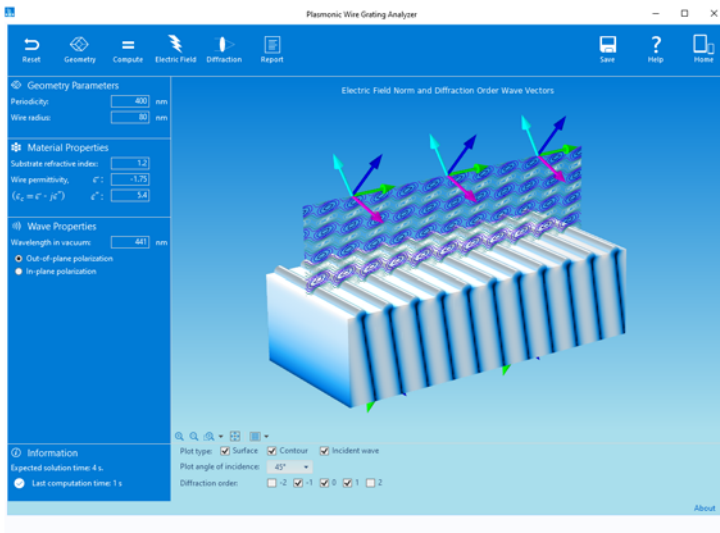 Plasmonic Wire Grating Analyzer
Reset Geometry Compute Electric Field Diffraction Report Save Help Home
Geometry Parameters
Periodicity: 400 nm
Wire radius: 80 nm
Material Properties
Substrate refractive index: 1.2
Wire permittivity, ε': -1.75
(εc = ε' - jε'') ε'': 5.4
Wave Properties
Wavelength in vacuum: 441 nm
Out-of-plane polarization
In-plane polarization
Electric Field Norm and Diffraction Order Wave Vectors
Information
Expected solution time: 4 s.
Last computation time: 1 s
Plot type: Surface Contour Incident wave
Plot angle of incidence: 45°
Diffraction order: -2 -1 0 1 2
About